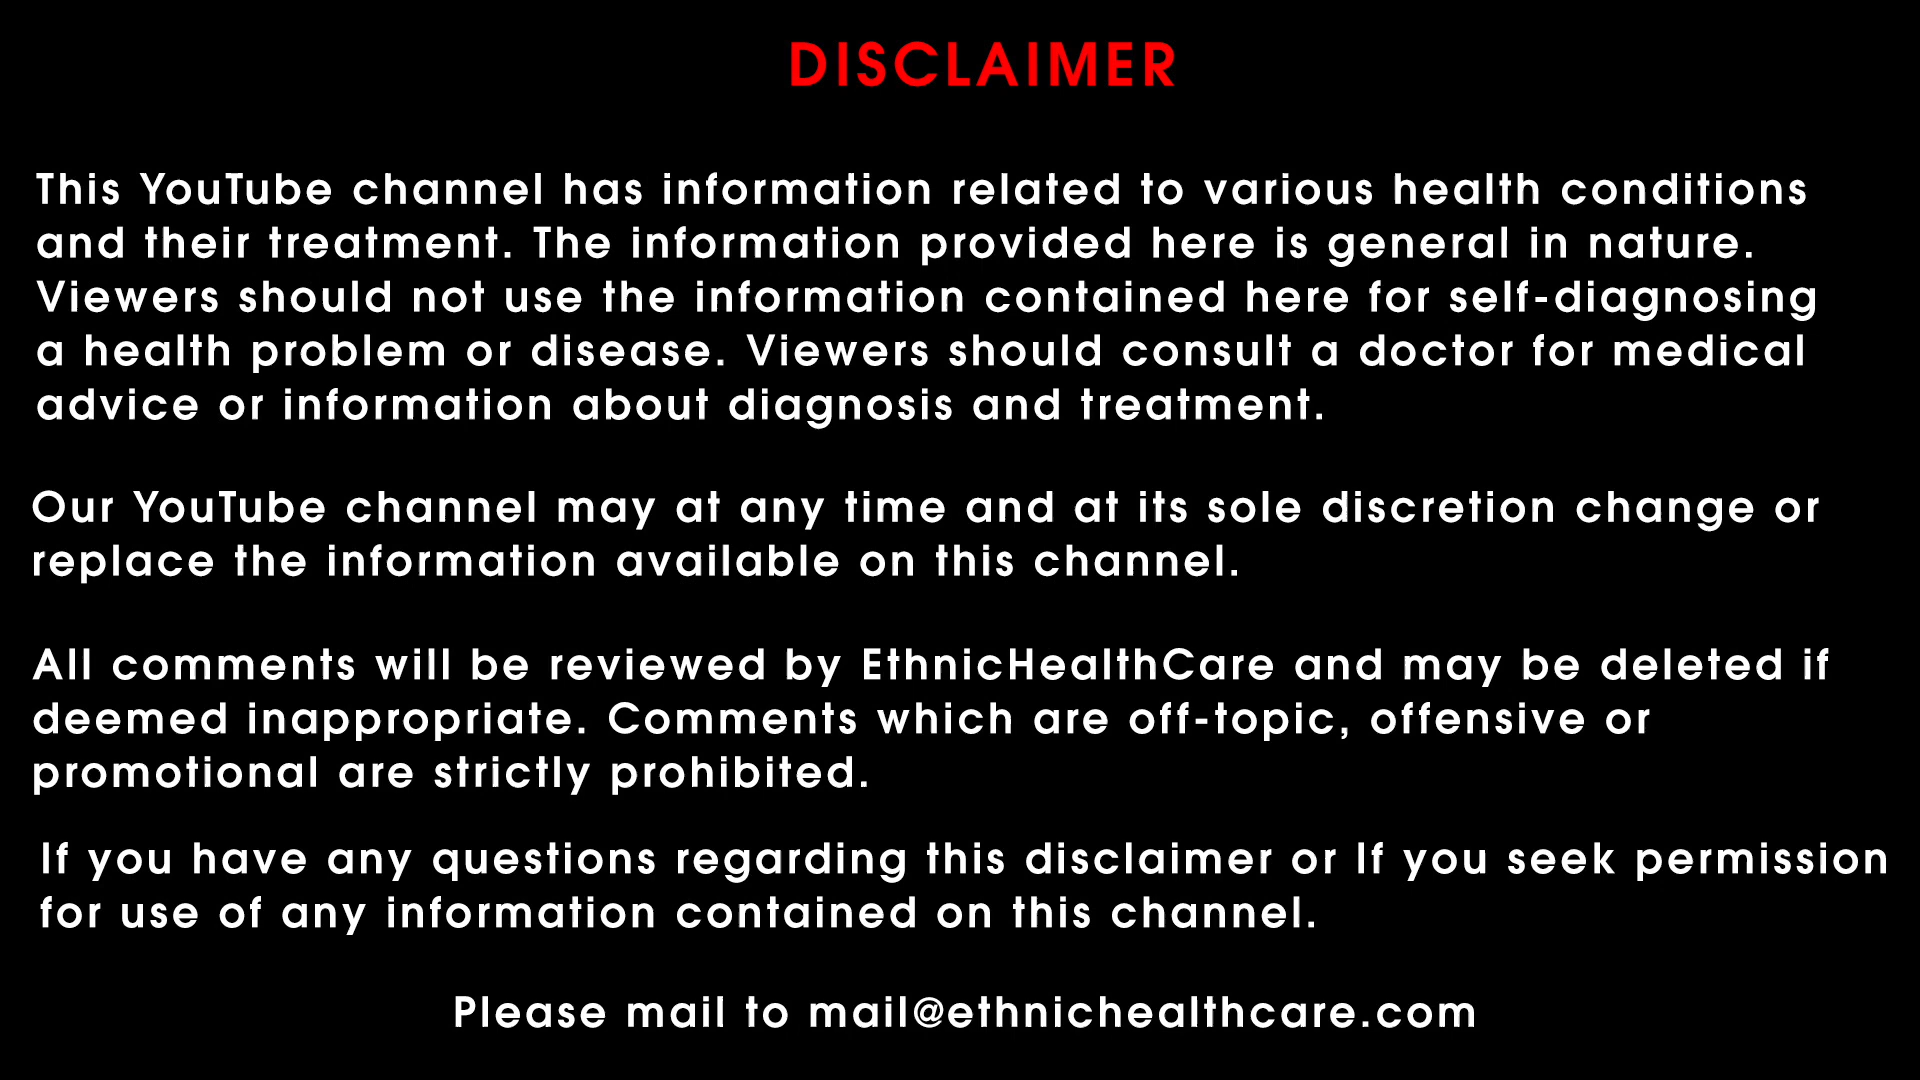 DISCLAIMER
This YouTube channel has information related to various health conditions
and their treatment. The information provided here is general in nature.
Viewers should not use the information contained here for self-diagnosing
a health problem or disease. Viewers should consult a doctor for medical
advice or information about diagnosis and treatment.
Our YouTube channel may at any time and at its sole discretion change or
replace the information available on this channel.
All comments will be reviewed by EthnicHealthCare and may be deleted if
deemed inappropriate. Comments which are off-topic, offensive or
promotional are strictly prohibited.
If you have any questions regarding this disclaimer or If you seek permission
for use of any information contained on this channel.
Please mail to mail@ethnichealthcare.com